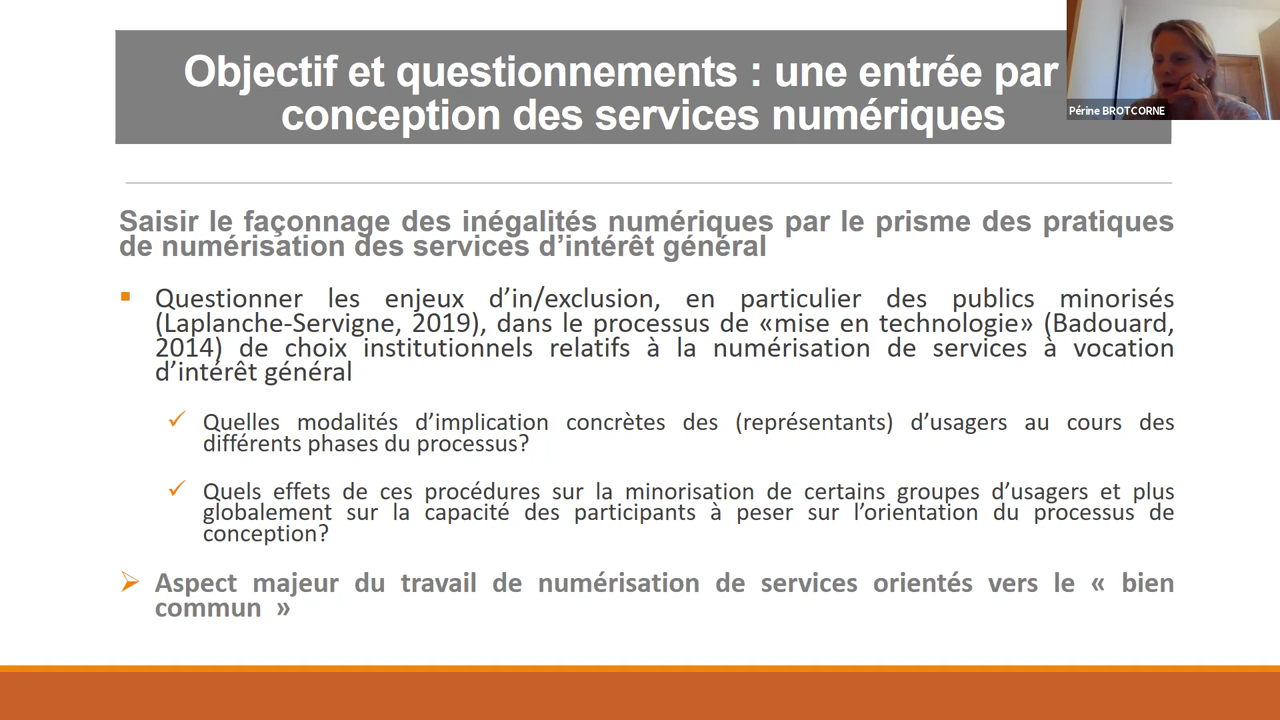 Objectif et questionnements : une entrée par
conception des services numériques
Périne BROTCORNE
Saisir le façonnage des inégalités numériques par le prisme des pratiques
de numérisation des services d’intérêt général
Questionner les enjeux d’in/exclusion, en particulier des publics minorisés
(Laplanche-Servigne, 2019), dans le processus de «mise en technologie» (Badouard,
2014) de choix institutionnels relatifs à la numérisation de services à vocation
d’intérêt général
Quelles modalités d’implication concrètes des (représentants) d’usagers au cours des
différents phases du processus?
Quels effets de ces procédures sur la minorisation de certains groupes d’usagers et plus
globalement sur la capacité des participants à peser sur l’orientation du processus de
conception?
Aspect majeur du travail de numérisation de services orientés vers le « bien
commun »